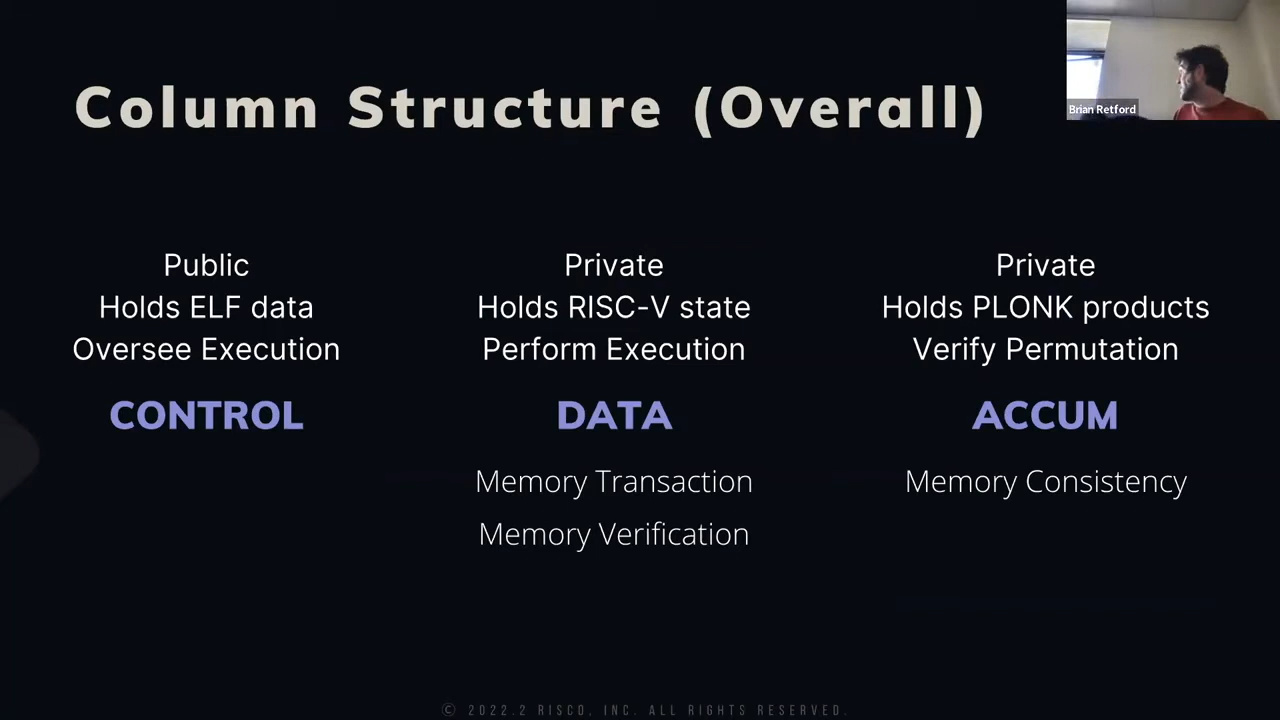 Column Structure (Overall)
Brian Retford
Public
Holds ELF data
Oversee Execution
CONTROL
Private
Holds RISC-V state
Perform Execution
DATA
Memory Transaction
Memory Verification
Private
Holds PLONK products
Verify Permutation
ACCUM
Memory Consistency
© 2022.2 RISC0, INC. ALL RIGHTS RESERVED.